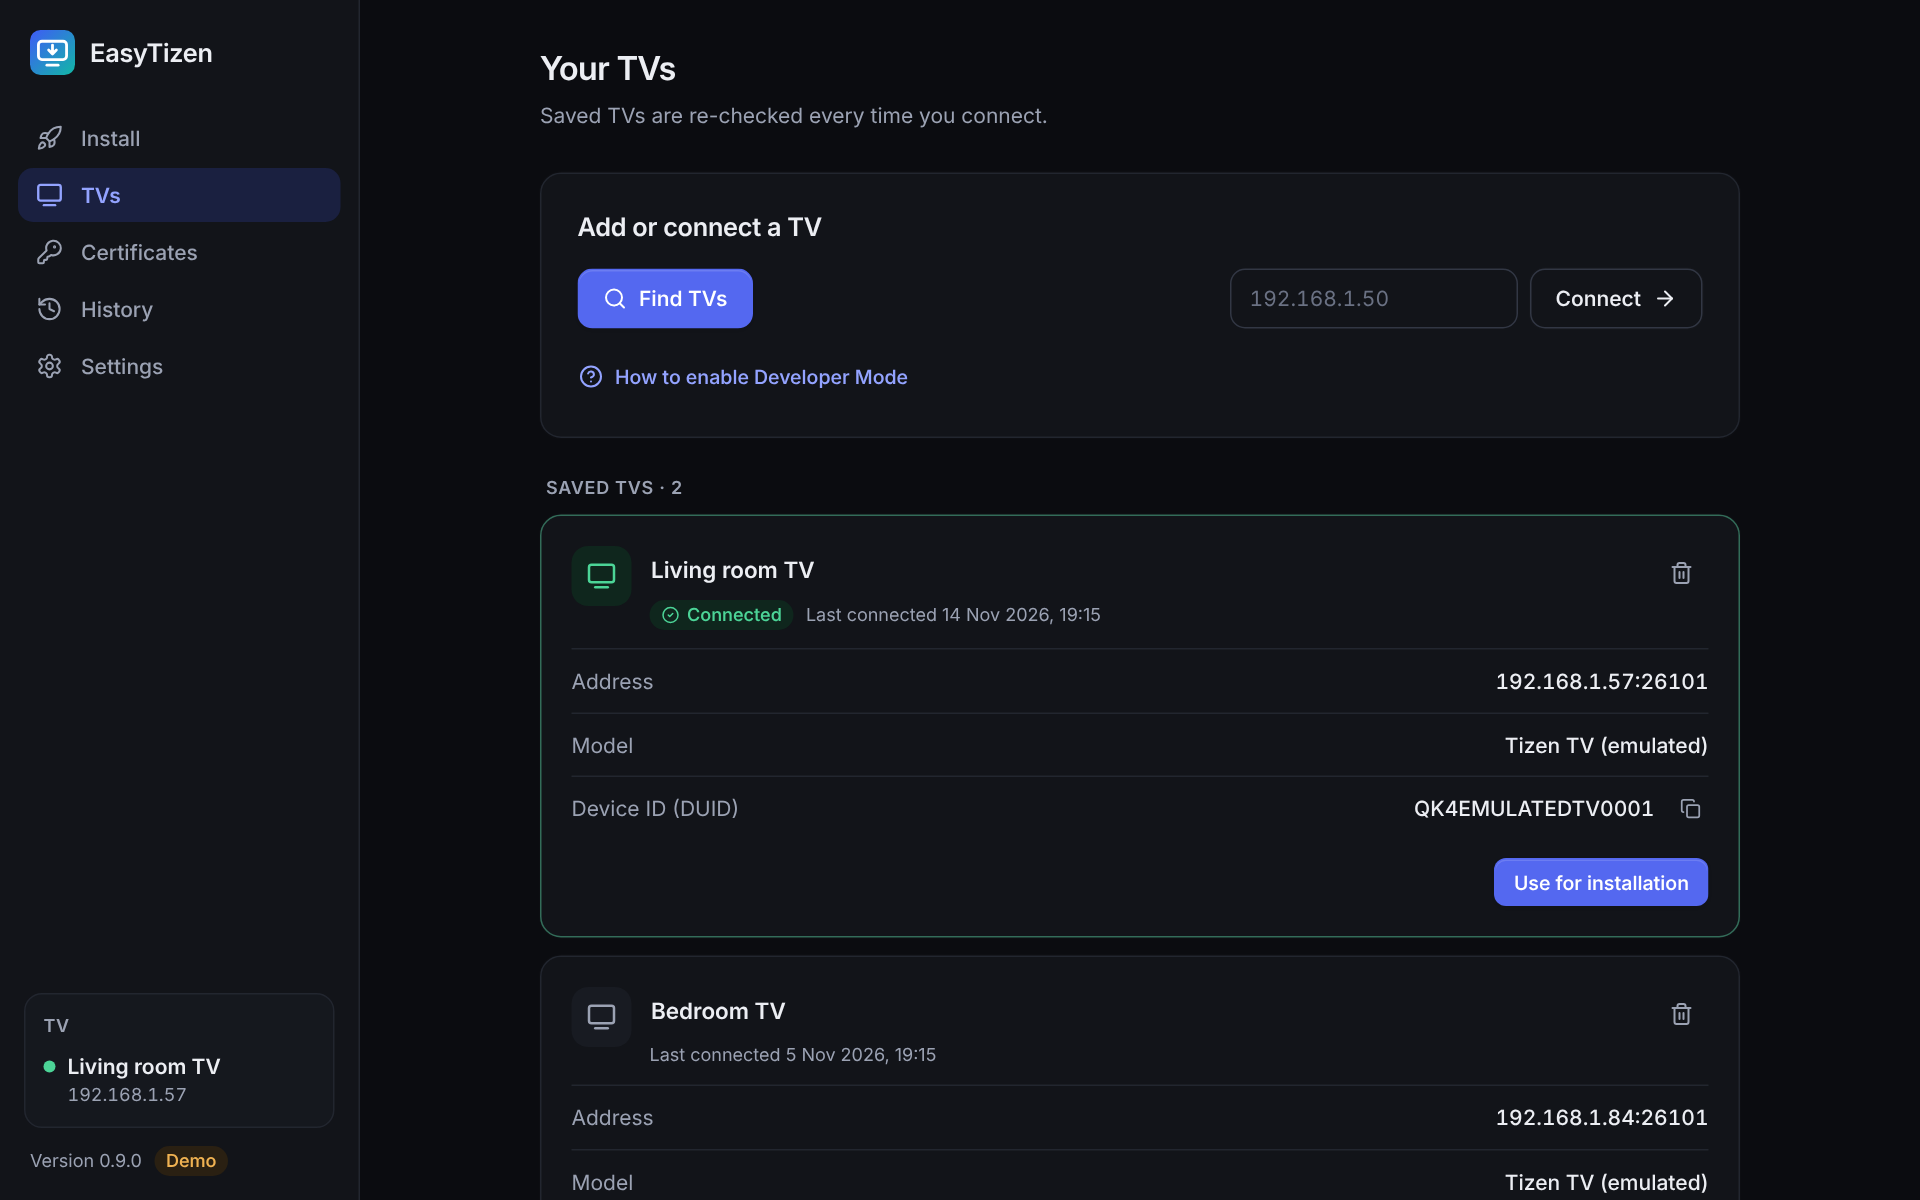 EasyTizen
Install
TVs
Certificates
History
Settings
TV
Living room TV
192.168.1.57
Version 0.9.0 Demo
Your TVs
Saved TVs are re-checked every time you connect.
Add or connect a TV
Find TVs
192.168.1.50
Connect
How to enable Developer Mode
SAVED TVS · 2
Living room TV
Connected Last connected 14 Nov 2026, 19:15
Address 192.168.1.57:26101
Model Tizen TV (emulated)
Device ID (DUID) QK4EMULATEDTV0001
Use for installation
Bedroom TV
Last connected 5 Nov 2026, 19:15
Address 192.168.1.84:26101
Model Tizen TV (emulated)